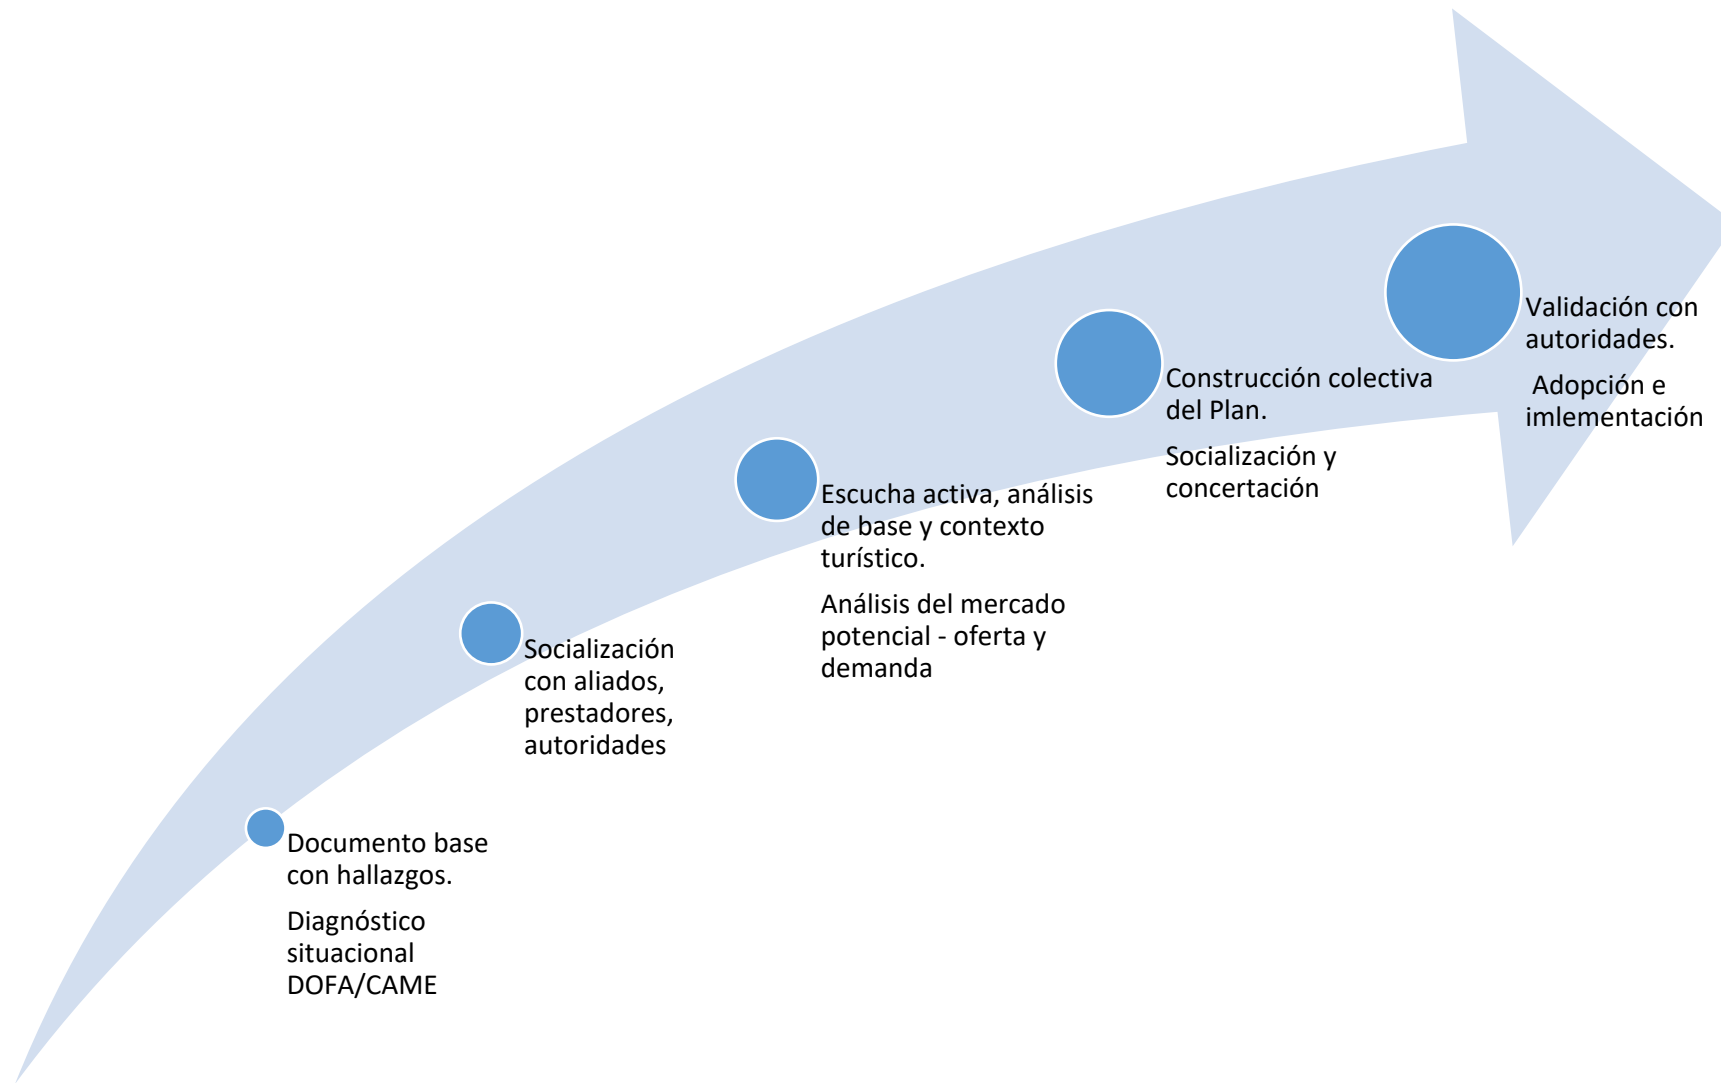 Documento base
con hallazgos.
Diagnóstico
situacional
DOFA/CAME
Socialización
con aliados,
prestadores,
autoridades
Escucha activa, análisis
de base y contexto
turístico.
Análisis del mercado
potencial - oferta y
demanda
Construcción colectiva
del Plan.
Socialización y
concertación
Validación con
autoridades.
Adopción e
imlementación